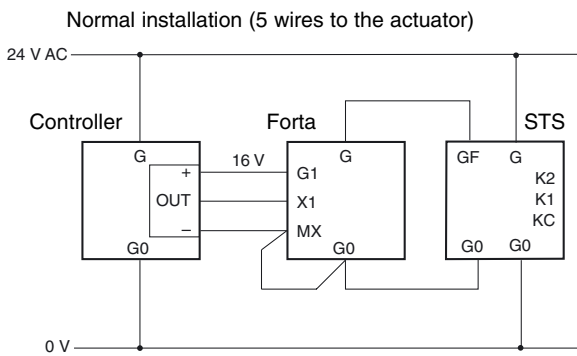 Normal installation (5 wires to the actuator)
24 V AC
Controller
Forta
STS
G
+
OUT
–
G0
16 V
G
G1
X1
MX
G0
GF
G
K2
K1
KC
G0
G0
0 V